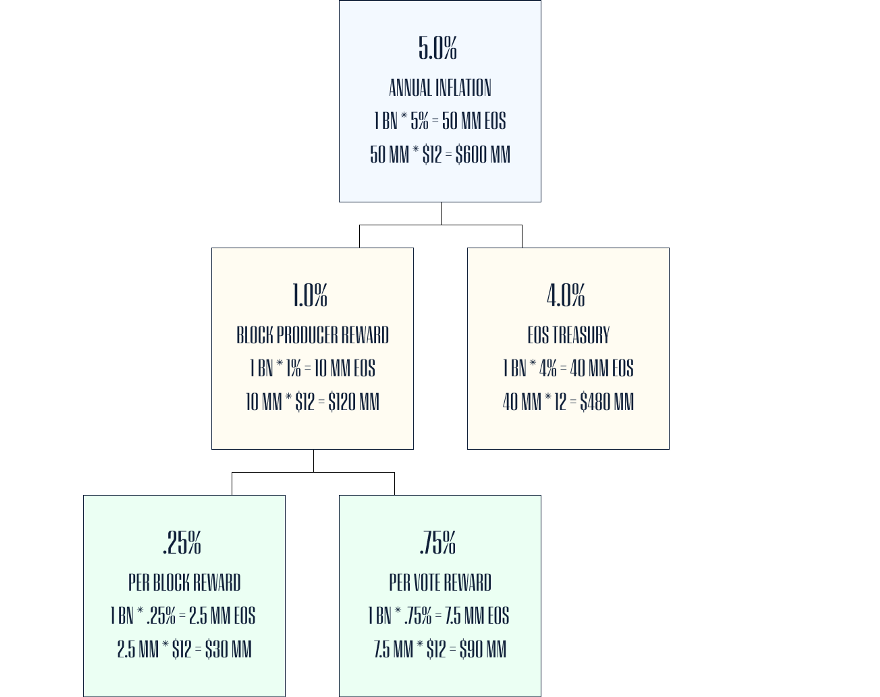 5.0%
ANNUAL INFLATION
1 BN * 5% = 50 MM EOS
50 MM * $12 = $600 MM
1.0%
BLOCK PRODUCER REWARD
1 BN * 1% = 10 MM EOS
10 MM * $12 = $120 MM
4.0%
EOS TREASURY
1 BN * 4% = 40 MM EOS
40 MM * 12 = $480 MM
.25%
PER BLOCK REWARD
1 BN * .25% = 2.5 MM EOS
2.5 MM * $12 = $30 MM
.75%
PER VOTE REWARD
1 BN * .75% = 7.5 MM EOS
7.5 MM * $12 = $90 MM